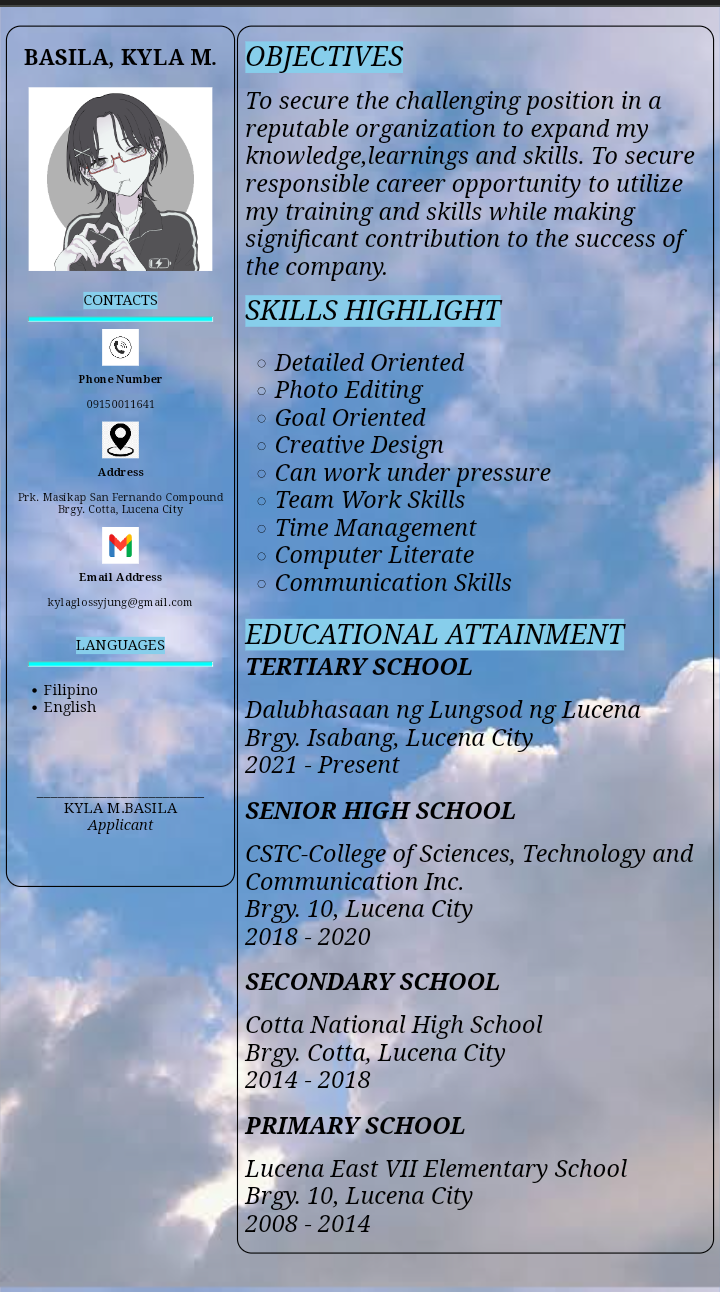 BASILA, KYLA M.
CONTACTS
Phone Number
09150011641
Address
Prk. Masikap San Fernando Compound
Brgy. Cotta, Lucena City
Email Address
kylaglossyjung@gmail.com
LANGUAGES
• Filipino
• English
KYLA M.BASILA
Applicant
OBJECTIVES
To secure the challenging position in a
reputable organization to expand my
knowledge,learnings and skills. To secure
responsible career opportunity to utilize
my training and skills while making
significant contribution to the success of
the company.
SKILLS HIGHLIGHT
○ Detailed Oriented
○ Photo Editing
○ Goal Oriented
○ Creative Design
○ Can work under pressure
○ Team Work Skills
○ Time Management
○ Computer Literate
○ Communication Skills
EDUCATIONAL ATTAINMENT
TERTIARY SCHOOL
Dalubhasaan ng Lungsod ng Lucena
Brgy. Isabang, Lucena City
2021 - Present
SENIOR HIGH SCHOOL
CSTC-College of Sciences, Technology and
Communication Inc.
Brgy. 10, Lucena City
2018 - 2020
SECONDARY SCHOOL
Cotta National High School
Brgy. Cotta, Lucena City
2014 - 2018
PRIMARY SCHOOL
Lucena East VII Elementary School
Brgy. 10, Lucena City
2008 - 2014